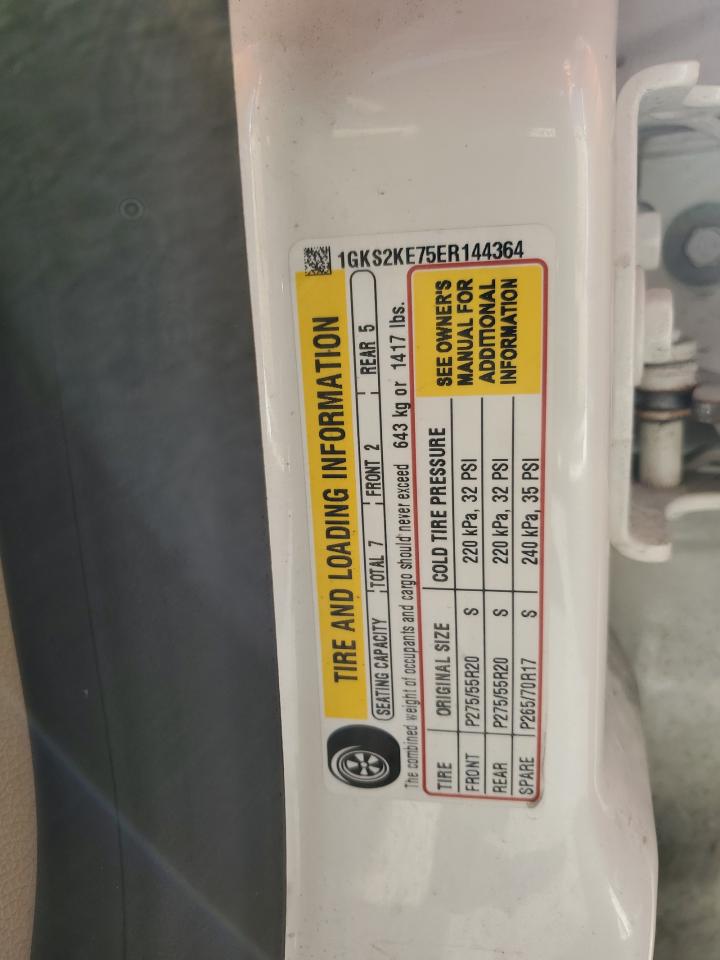 1GKS2KE75ER144364
TIRE AND LOADING INFORMATION
SEATING CAPACITY TOTAL 7 FRONT 2 REAR 5
The combined weight of occupants and cargo should never exceed 643 kg or 1417 lbs.
TIRE ORIGINAL SIZE COLD TIRE PRESSURE
FRONT P275/55R20 S 220 kPa, 32 PSI
REAR P275/55R20 S 220 kPa, 32 PSI
SPARE P265/70R17 S 240 kPa, 35 PSI
SEE OWNER'S
MANUAL FOR
ADDITIONAL
INFORMATION